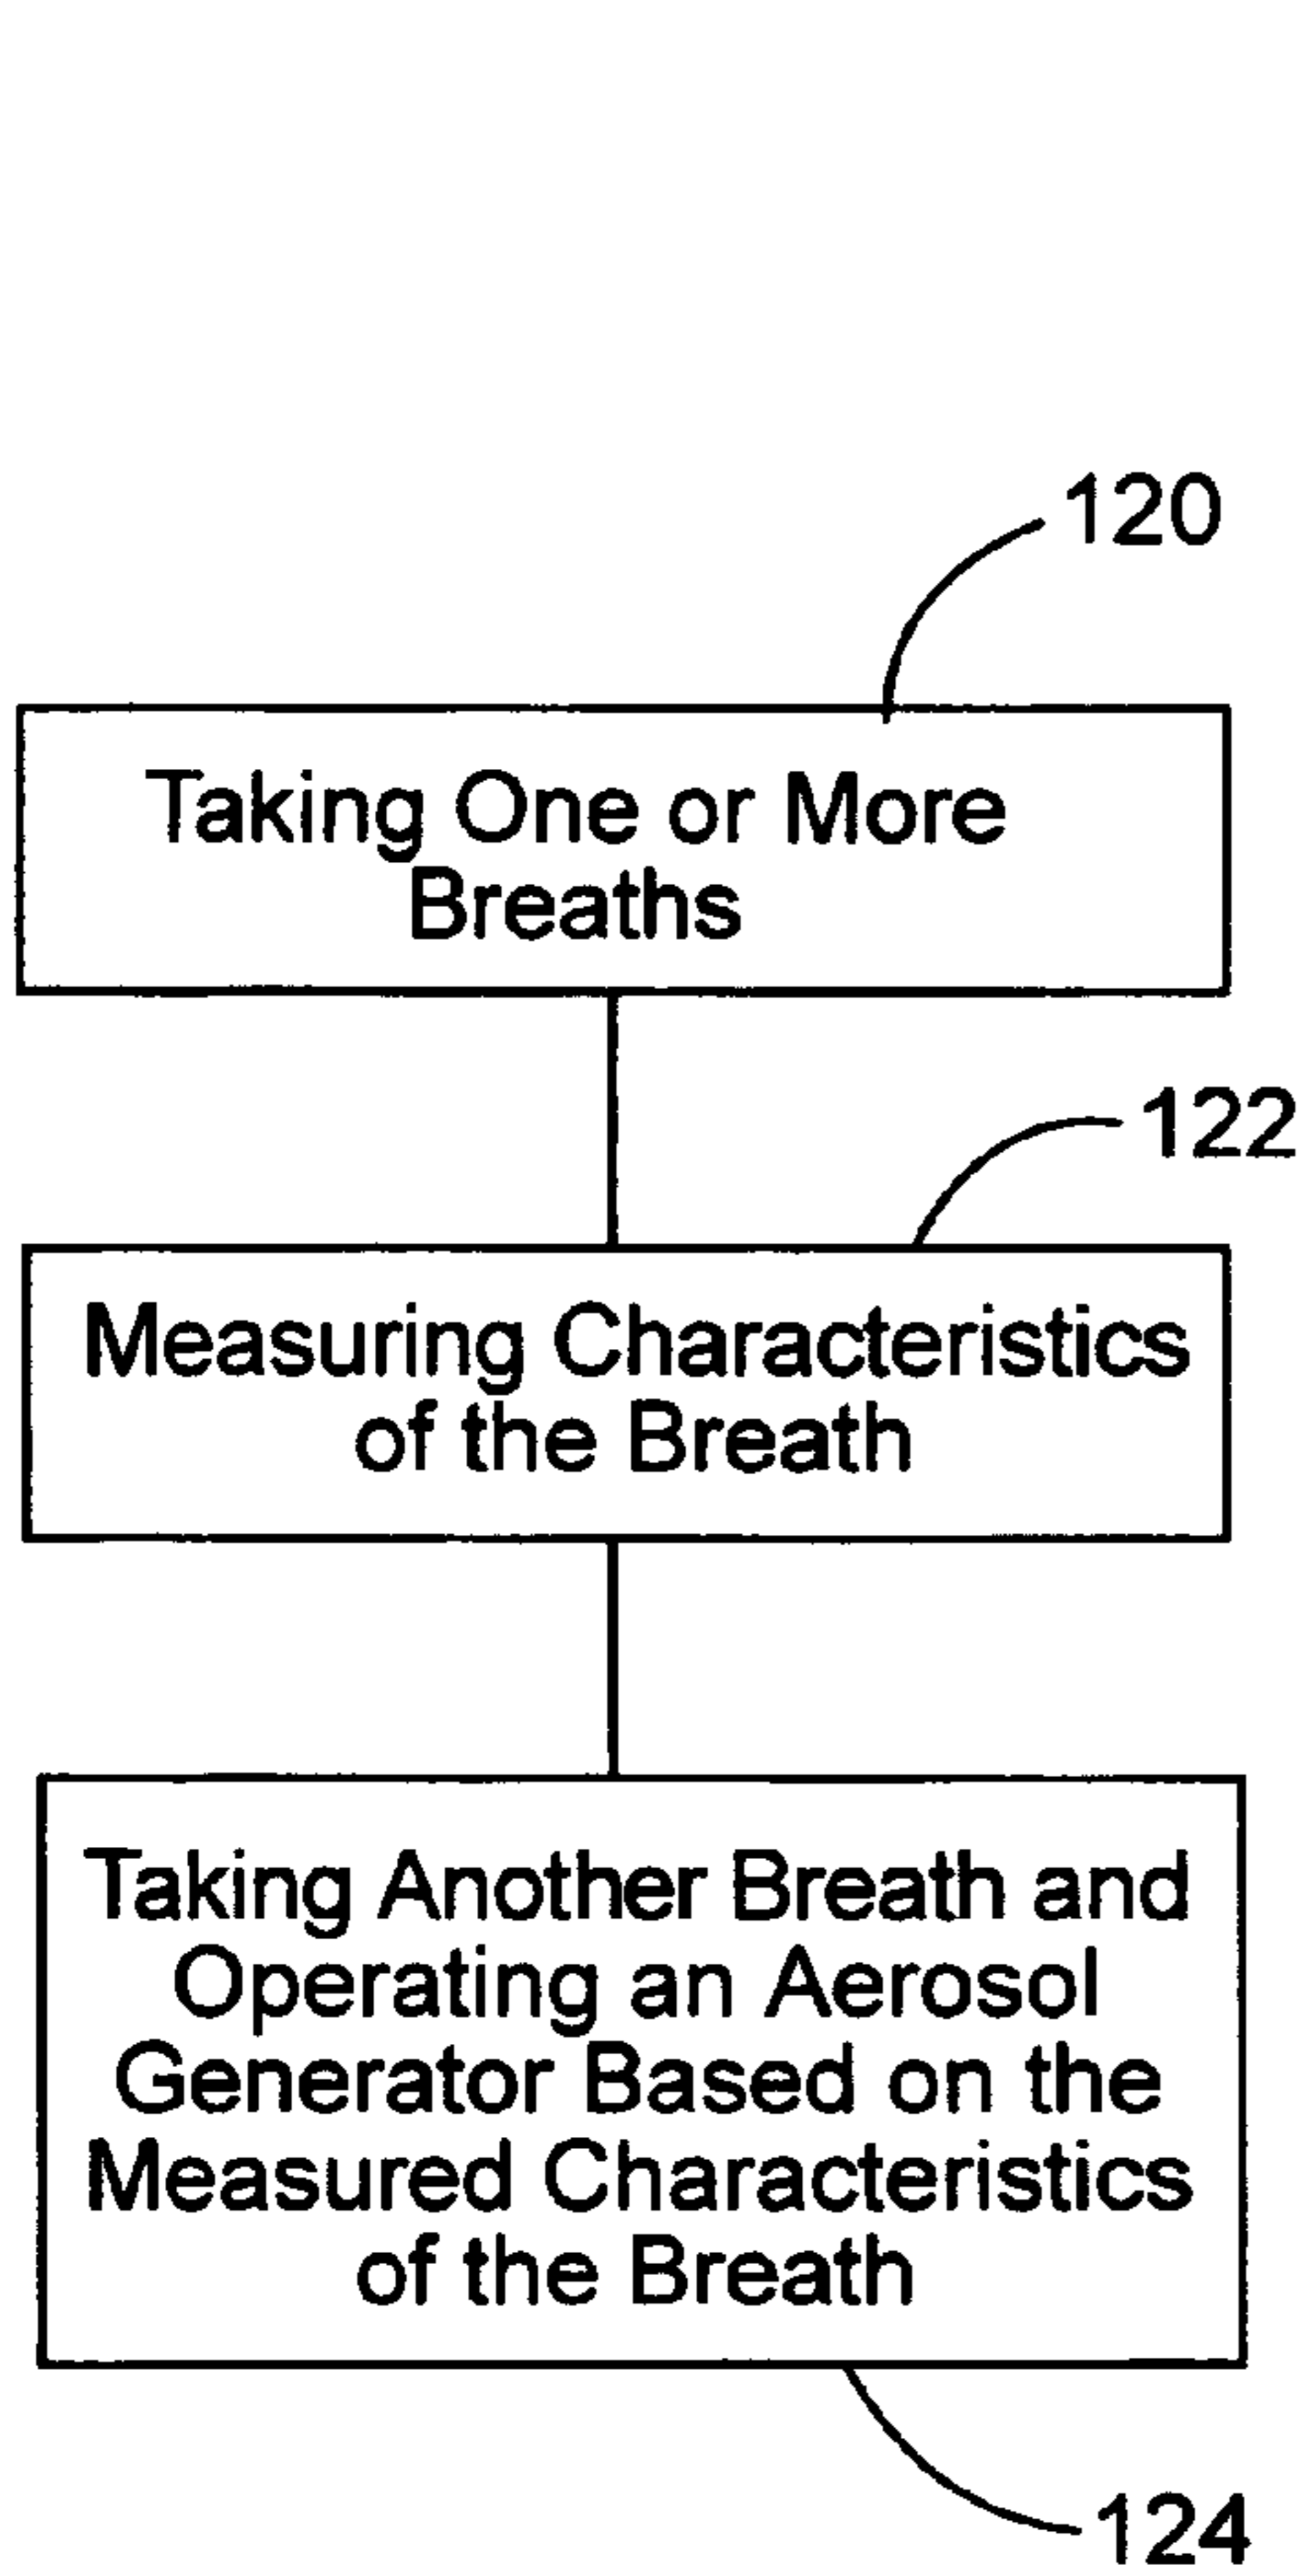 120
Taking One or More
Breaths
122
Measuring Characteristics
of the Breath
Taking Another Breath and
Operating an Aerosol
Generator Based on the
Measured Characteristics
of the Breath
124